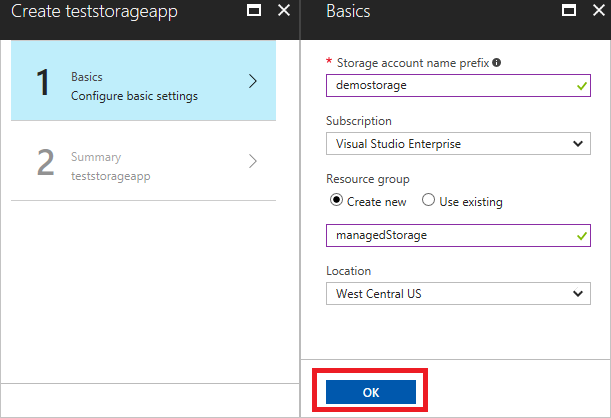 Create teststorageapp
1
Basics
Configure basic settings
2
Summary
teststorageapp
Basics
* Storage account name prefix
demostorage
Subscription
Visual Studio Enterprise
Resource group
Create new Use existing
managedStorage
Location
West Central US
OK